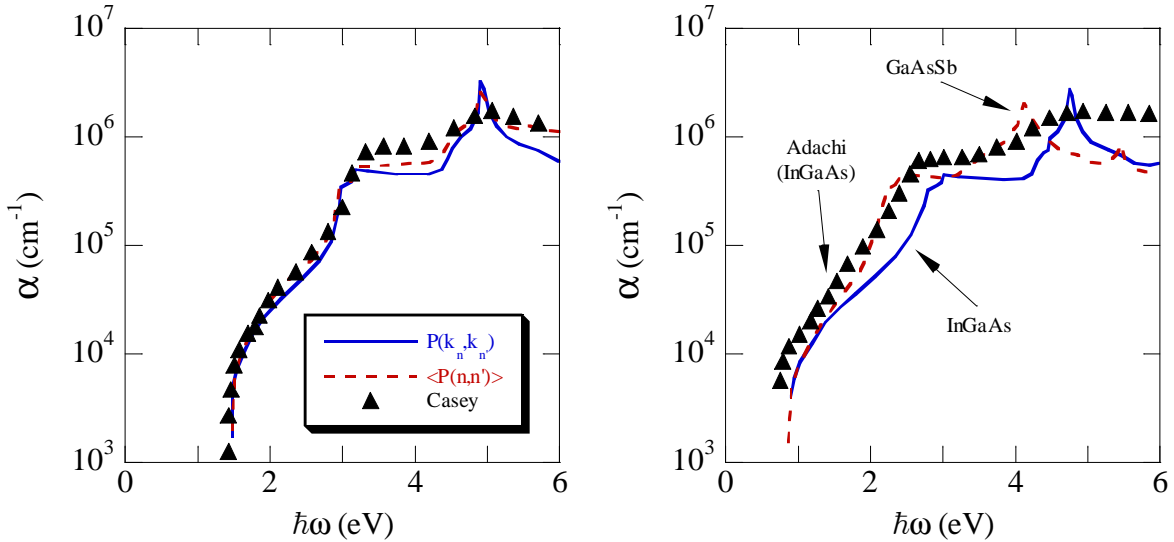 10^7
10^6
10^5
10^4
10^3
α (cm^-1)
0
2
4
6
ħω (eV)
P(k_n,k_n')
<P(n,n')>
Casey
10^7
10^6
10^5
10^4
10^3
α (cm^-1)
0
2
4
6
ħω (eV)
GaAsSb
Adachi
(InGaAs)
InGaAs